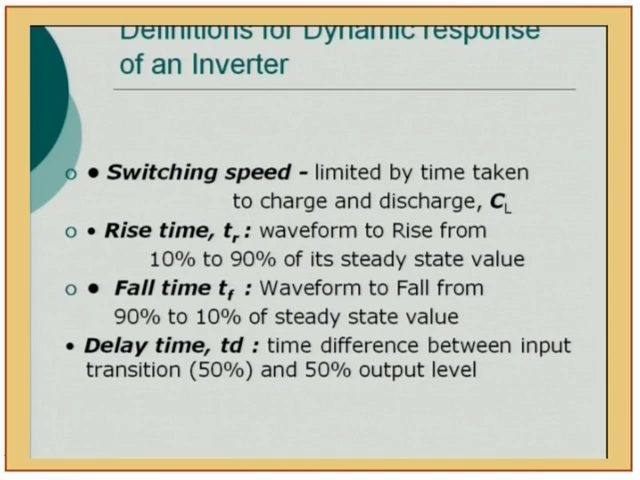 Definitions for Dynamic response
of an Inverter
• Switching speed - limited by time taken
to charge and discharge, CL
• Rise time, tr : waveform to Rise from
10% to 90% of its steady state value
• Fall time tf : Waveform to Fall from
90% to 10% of steady state value
• Delay time, td : time difference between input
transition (50%) and 50% output level